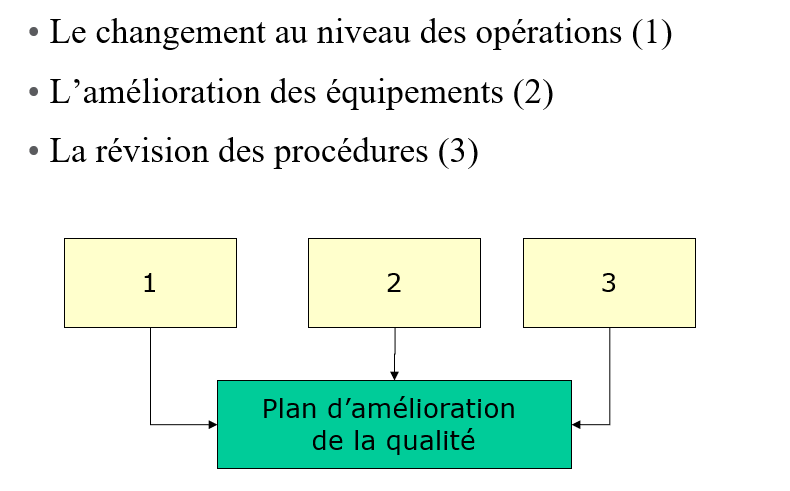 • Le changement au niveau des opérations (1)
• L’amélioration des équipements (2)
• La révision des procédures (3)
1
2
3
Plan d’amélioration
de la qualité